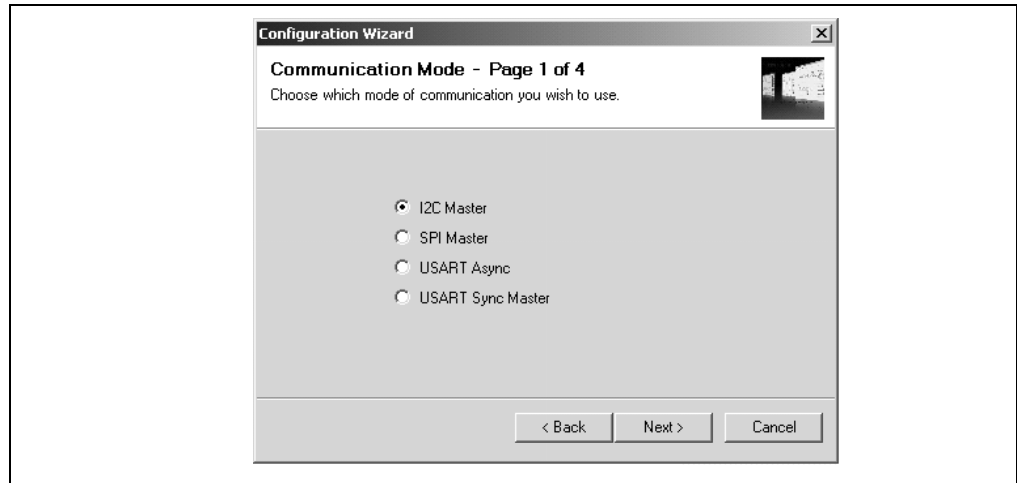 Configuration Wizard
Communication Mode - Page 1 of 4
Choose which mode of communication you wish to use.
I2C Master
SPI Master
USART Async
USART Sync Master
< Back
Next >
Cancel